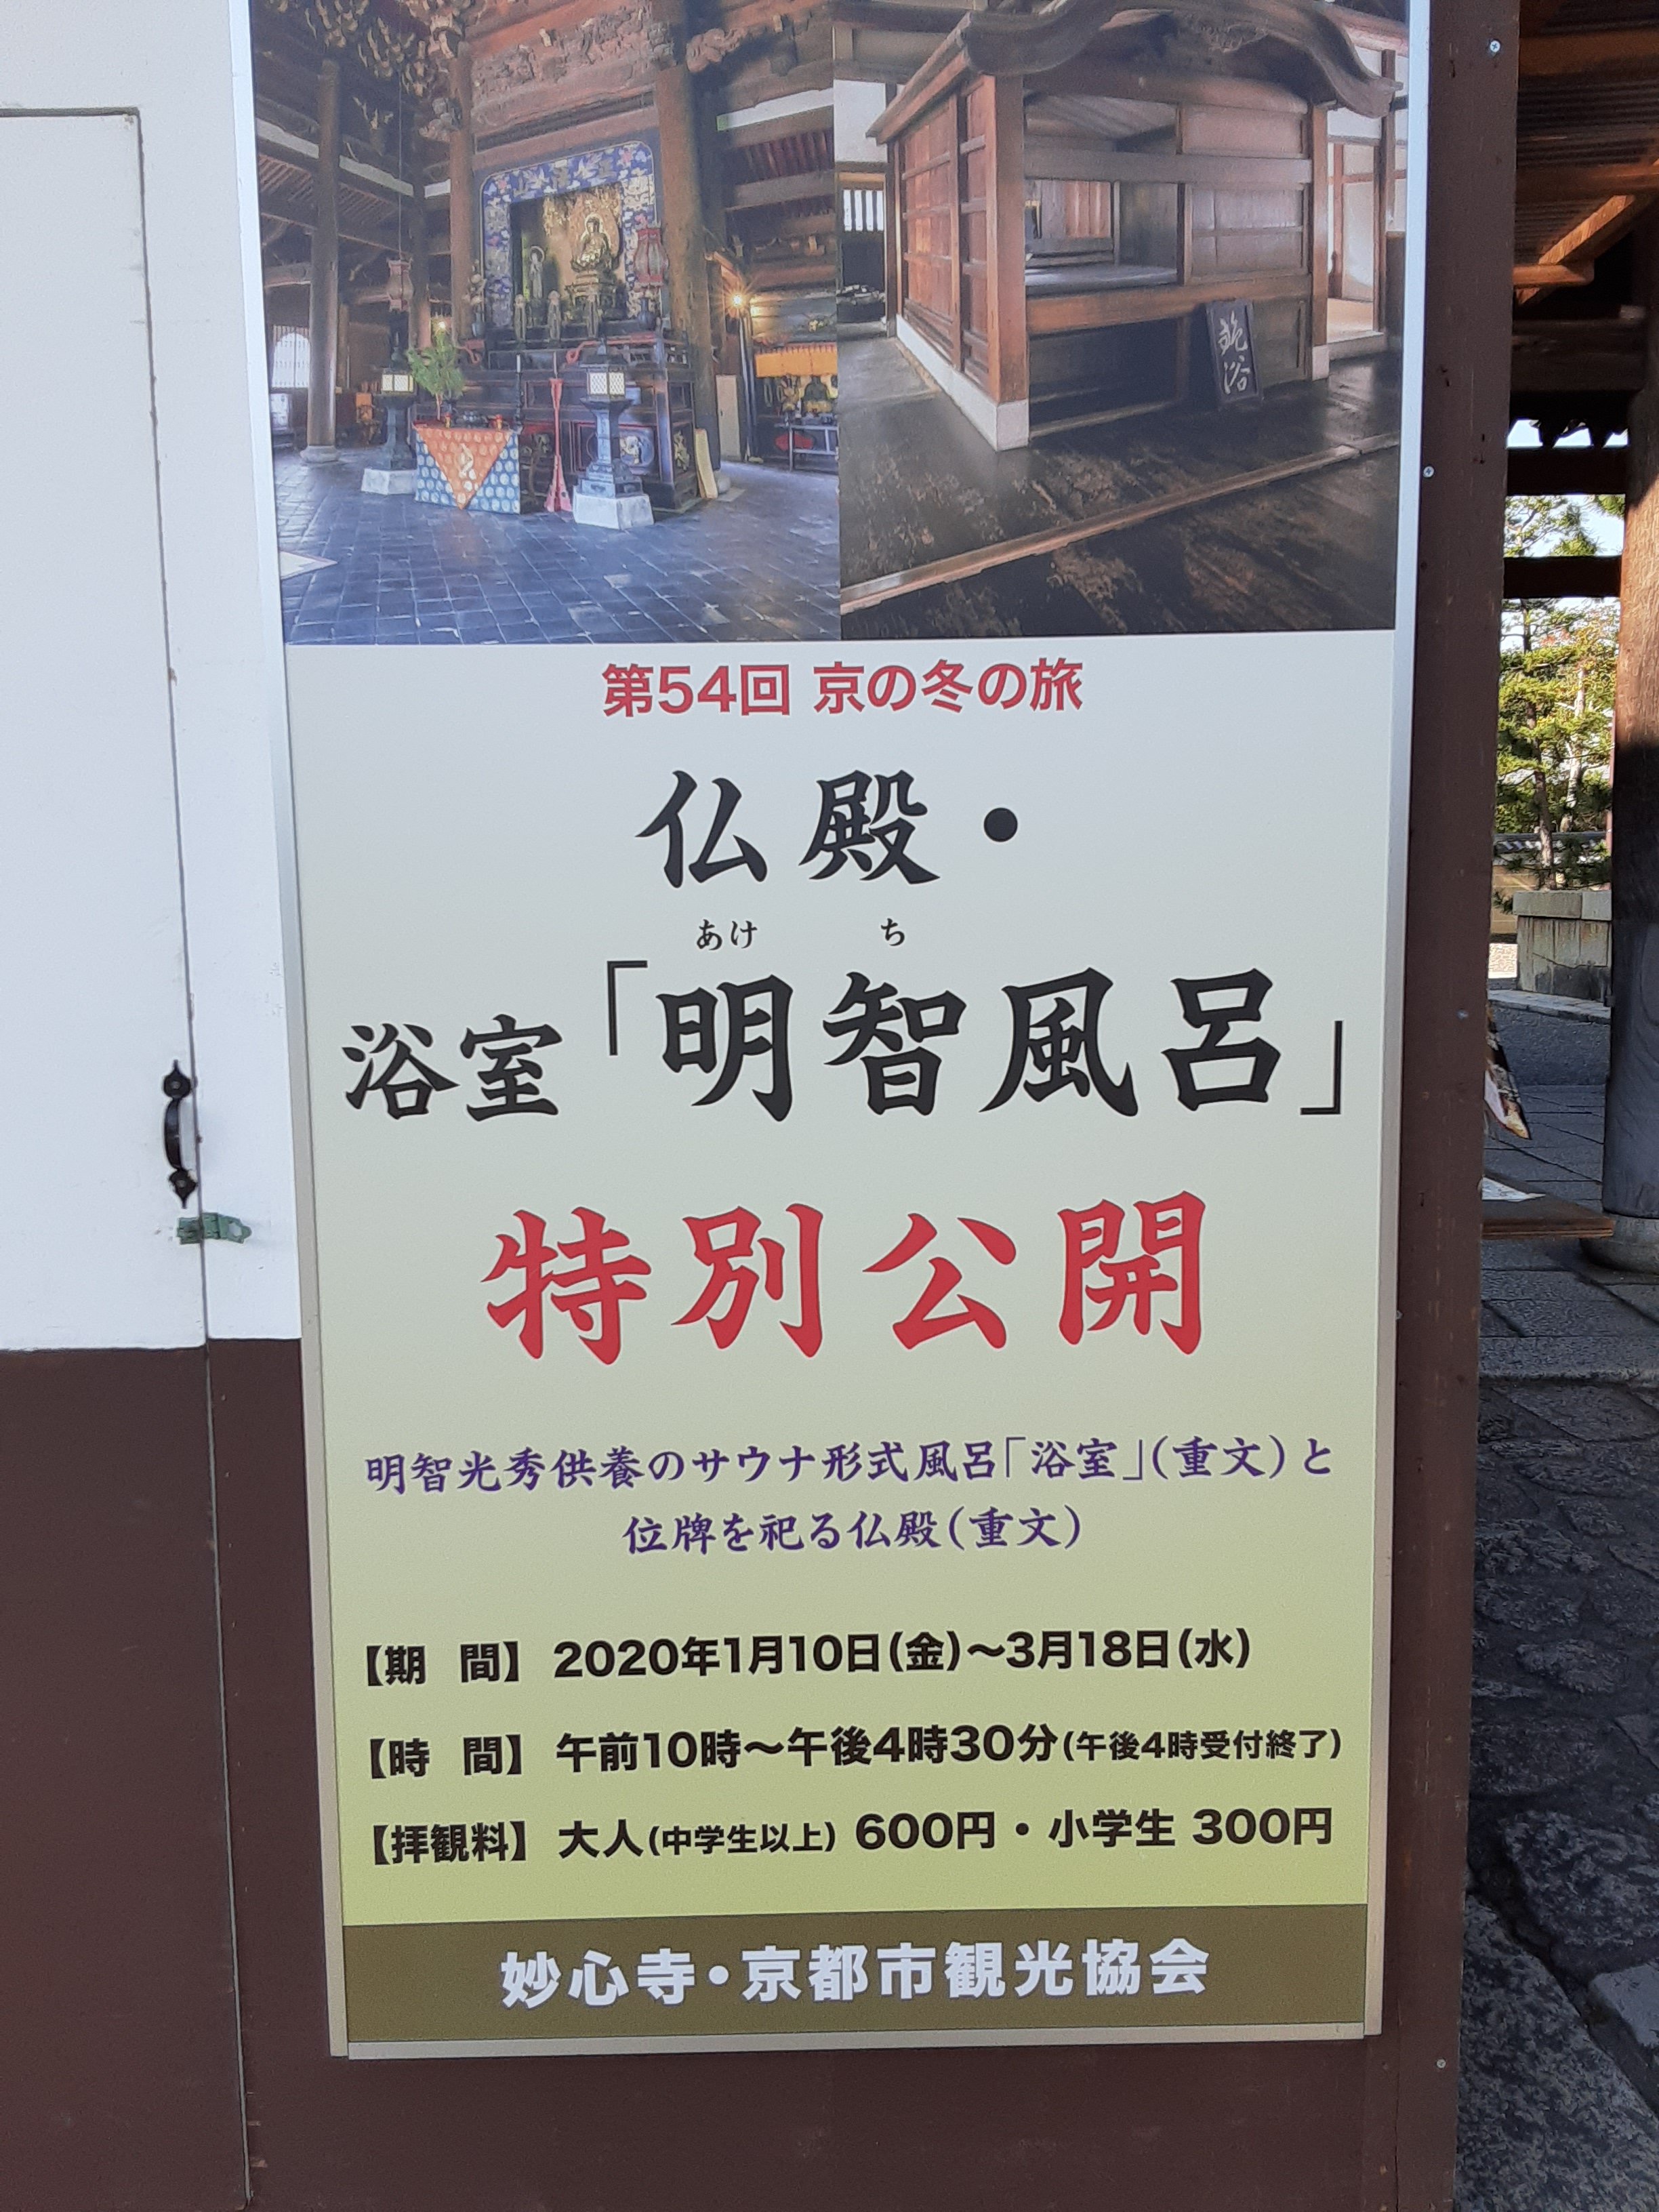 第54回 京の冬の旅
仏殿・
あけ ち
浴室「明智風呂」
特別公開
明智光秀供養のサウナ形式風呂「浴室」(重文)と
位牌を祀る仏殿(重文)
【期 間】 2020年1月10日(金)〜3月18日(水)
【時 間】 午前10時〜午後4時30分(午後4時受付終了)
【拝観料】 大人(中学生以上) 600円・小学生 300円
妙心寺・京都市観光協会